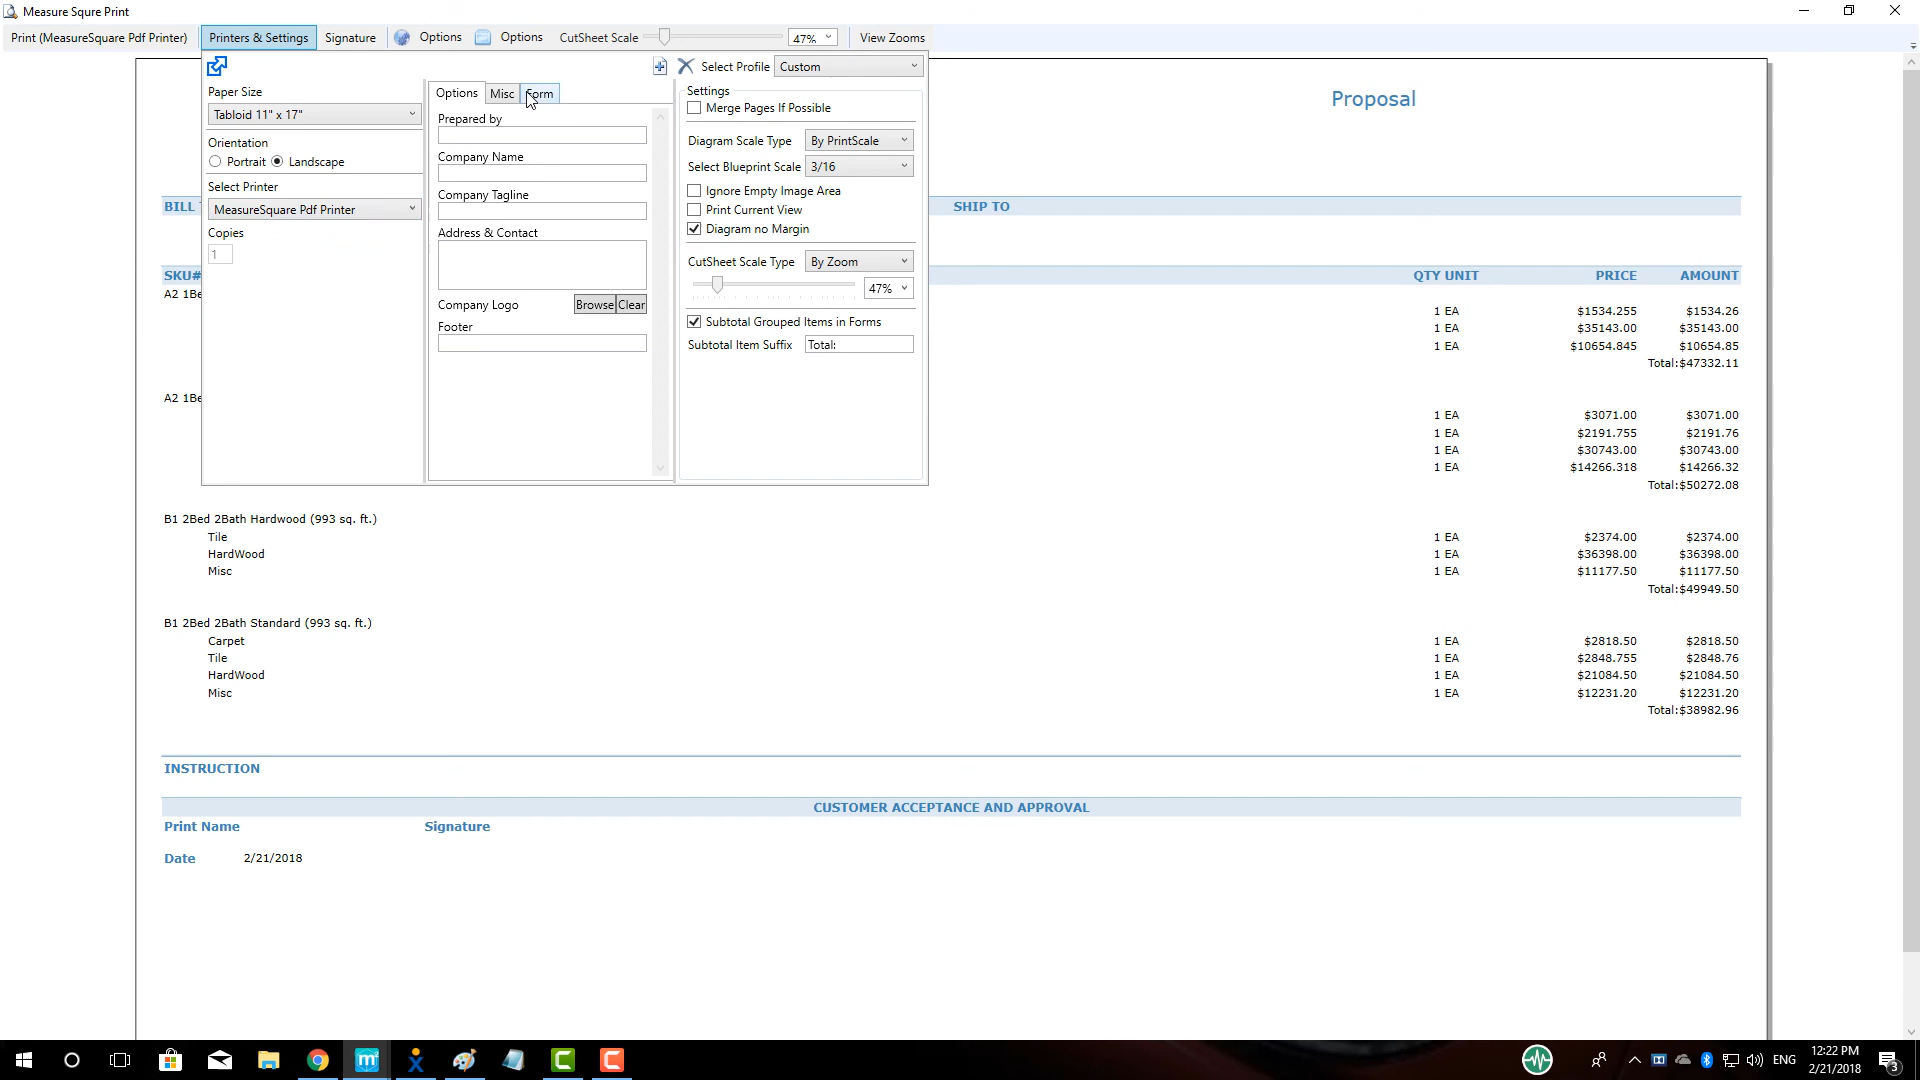 Measure Squre Print
Print (MeasureSquare Pdf Printer) Printers & Settings Signature Options Options CutSheet Scale 47% View Zooms
Select Profile Custom
Paper Size
Tabloid 11" x 17"
Orientation
Portrait Landscape
Select Printer
MeasureSquare Pdf Printer
Copies
1
Options Misc Form
Prepared by
Company Name
Company Tagline
Address & Contact
Company Logo Browse Clear
Footer
Settings
Merge Pages If Possible
Diagram Scale Type By PrintScale
Select Blueprint Scale 3/16
Ignore Empty Image Area
Print Current View
Diagram no Margin
CutSheet Scale Type By Zoom
47%
Subtotal Grouped Items in Forms
Subtotal Item Suffix Total:
Proposal
BILL SHIP TO
SKU# QTY UNIT PRICE AMOUNT
A2 1Be
1 EA $1534.255 $1534.26
1 EA $35143.00 $35143.00
1 EA $10654.845 $10654.85
Total:$47332.11
A2 1Be
1 EA $3071.00 $3071.00
1 EA $2191.755 $2191.76
1 EA $30743.00 $30743.00
1 EA $14266.318 $14266.32
Total:$50272.08
B1 2Bed 2Bath Hardwood (993 sq. ft.)
Tile 1 EA $2374.00 $2374.00
HardWood 1 EA $36398.00 $36398.00
Misc 1 EA $11177.50 $11177.50
Total:$49949.50
B1 2Bed 2Bath Standard (993 sq. ft.)
Carpet 1 EA $2818.50 $2818.50
Tile 1 EA $2848.755 $2848.76
HardWood 1 EA $21084.50 $21084.50
Misc 1 EA $12231.20 $12231.20
Total:$38982.96
INSTRUCTION
CUSTOMER ACCEPTANCE AND APPROVAL
Print Name Signature
Date 2/21/2018
ENG 12:22 PM
2/21/2018 3